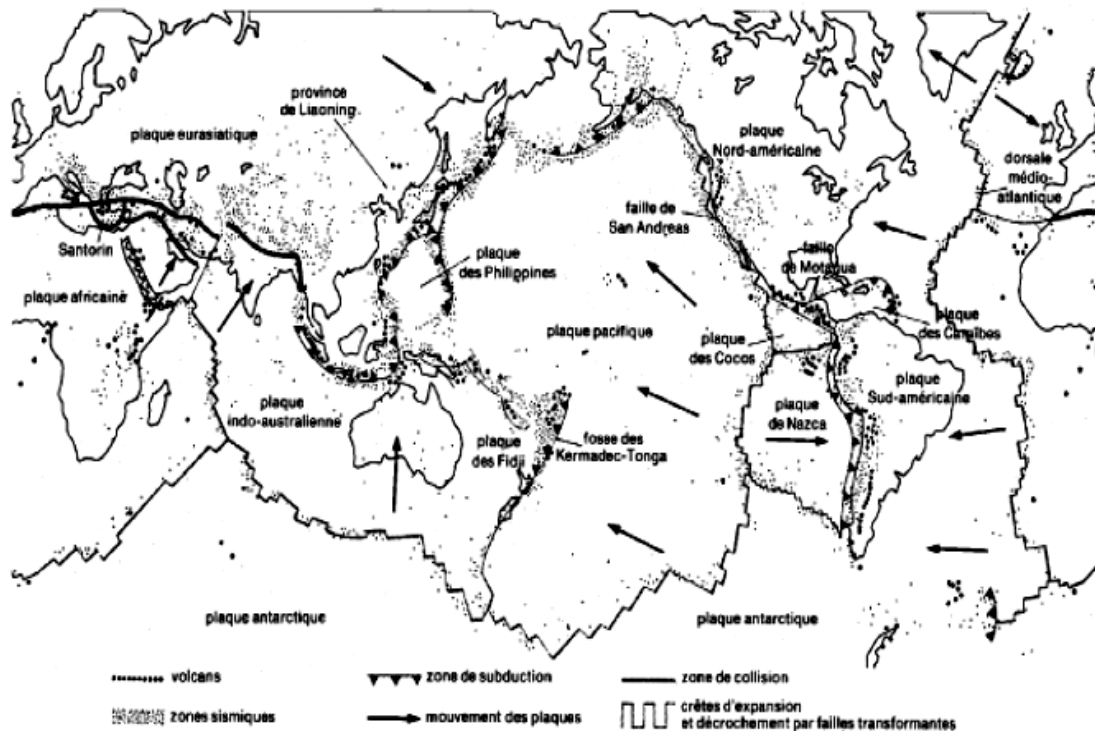 province
de Liaoning
plaque eurasiatique
plaque
Nord-américaine
dorsale
médio-
atlantique
faille de
San Andreas
Santorin
plaque
des Philippines
faille
de Motagua
plaque africaine
plaque pacifique
plaque
des Cocos
plaque
des Caraïbes
plaque
indo-australienne
plaque
Sud-américaine
plaque
de Nazca
plaque
des Fidji
fosse des
Kermadec-Tonga
plaque antarctique
plaque antarctique
volcans
zone de subduction
zone de collision
zones sismiques
mouvement des plaques
crêtes d'expansion
et décrochement par failles transformantes